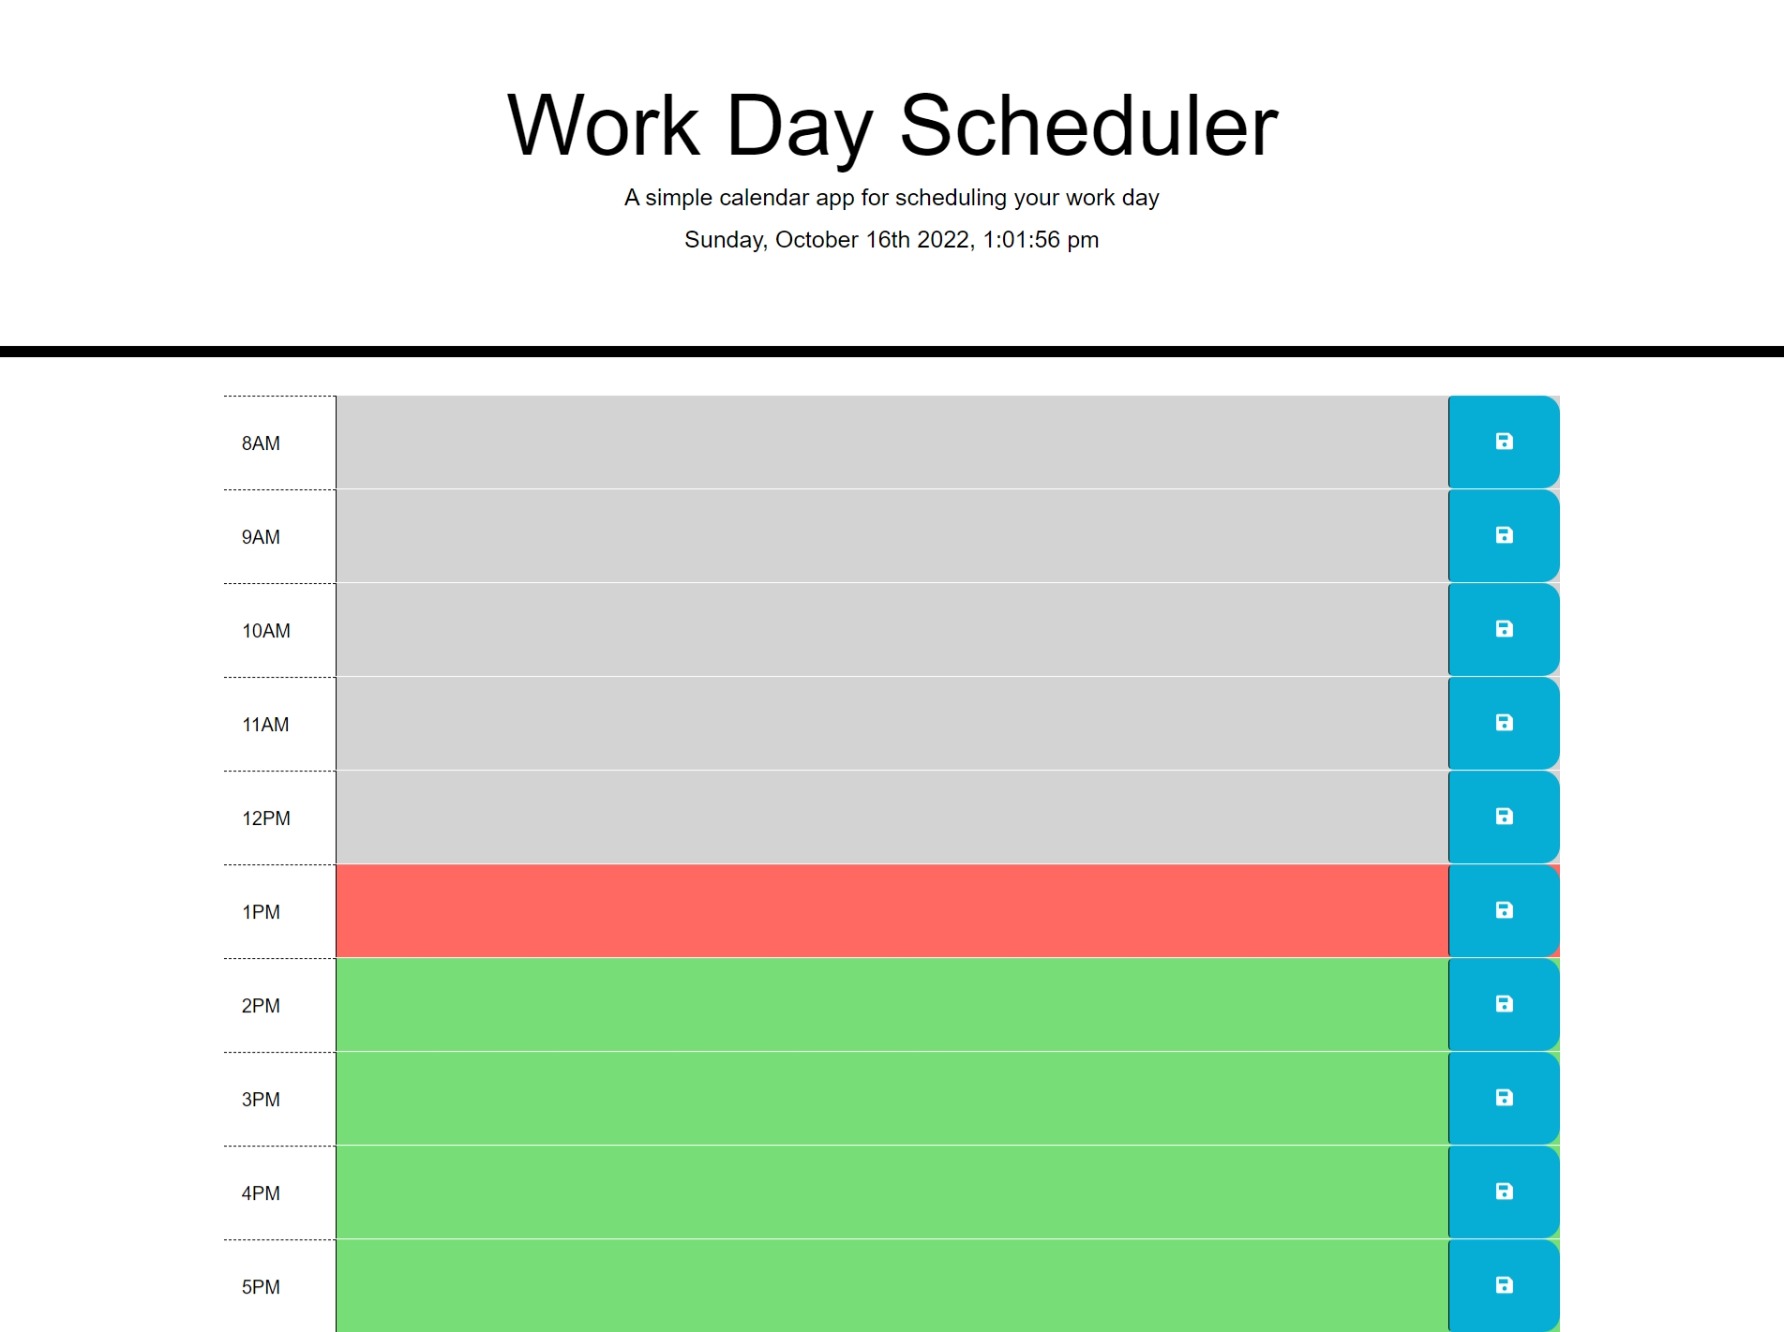 Work Day Scheduler
A simple calendar app for scheduling your work day
Sunday, October 16th 2022, 1:01:56 pm
8AM
9AM
10AM
11AM
12PM
1PM
2PM
3PM
4PM
5PM